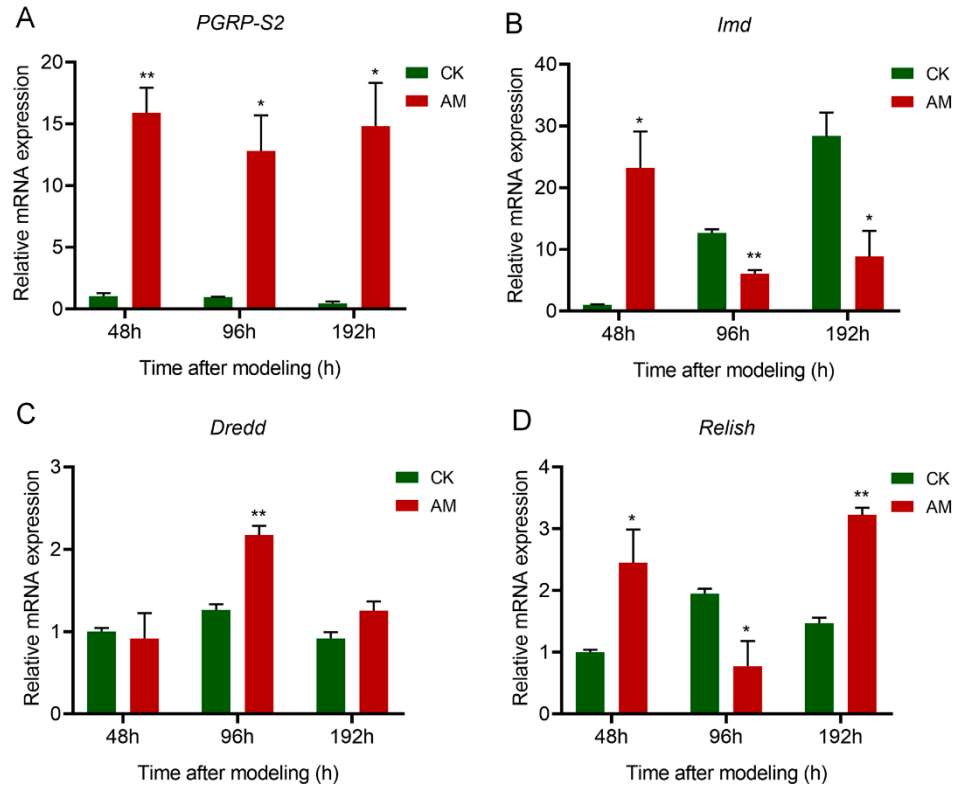 A
PGRP-S2
Relative mRNA expression
20
15
10
5
0
**
*
*
CK
AM
48h
96h
192h
Time after modeling (h)
B
Imd
Relative mRNA expression
40
30
20
10
0
*
**
*
CK
AM
48h
96h
192h
Time after modeling (h)
C
Dredd
Relative mRNA expression
3
2
1
0
**
CK
AM
48h
96h
192h
Time after modeling (h)
D
Relish
Relative mRNA expression
4
3
2
1
0
*
*
**
CK
AM
48h
96h
192h
Time after modeling (h)